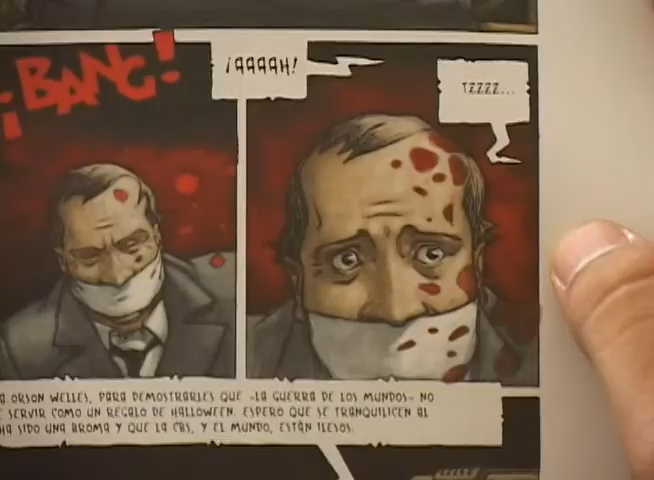 ¡BANG!
¡AAAAH!
TZZZZ...
A ORSON WELLES, PARA DEMOSTRARLES QUE «LA GUERRA DE LOS MUNDOS» NO
SERVIR COMO UN REGALO DE HALLOWEEN. ESPERO QUE SE TRANQUILICEN AL
HA SIDO UNA BROMA Y QUE LA CBS, Y EL MUNDO, ESTÁN ILESOS.